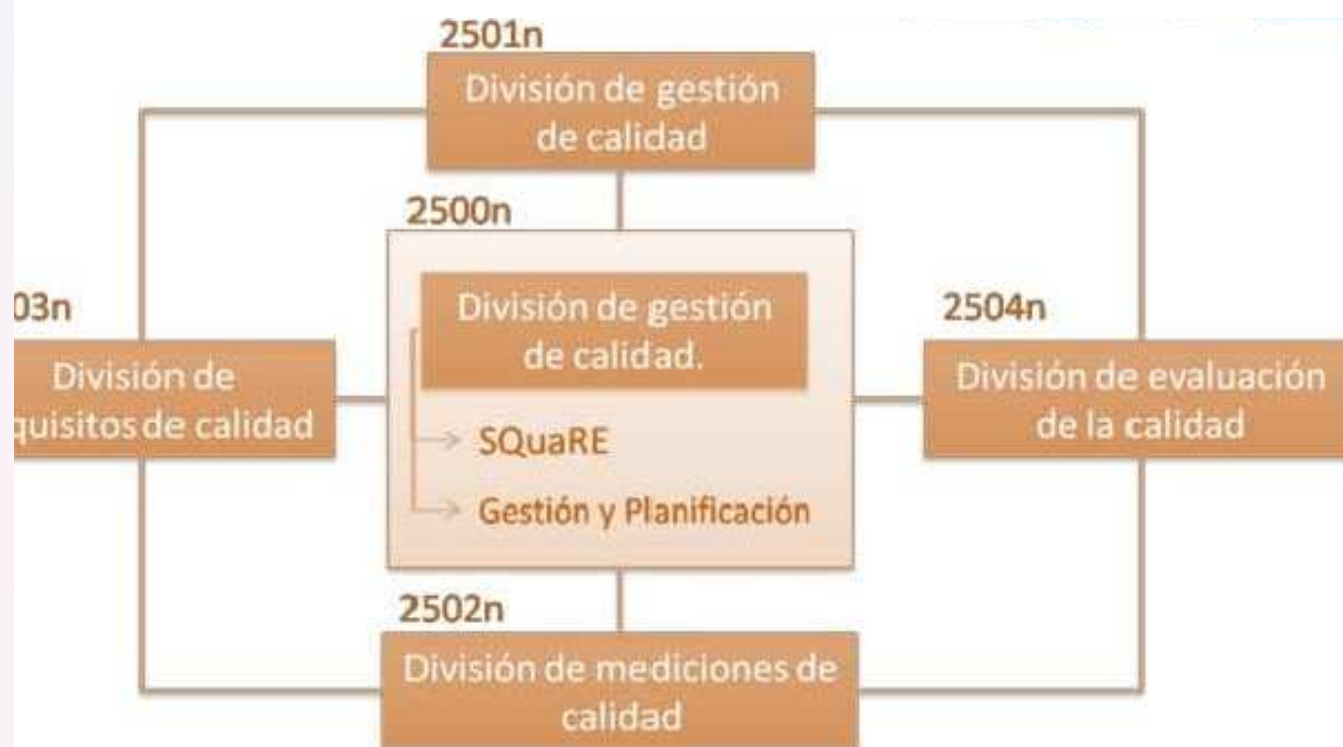 2501n
División de gestión
de calidad
2500n
División de gestión
de calidad.
SQuaRE
Gestión y Planificación
03n
División de
quisitos de calidad
2504n
División de evaluación
de la calidad
2502n
División de mediciones de
calidad